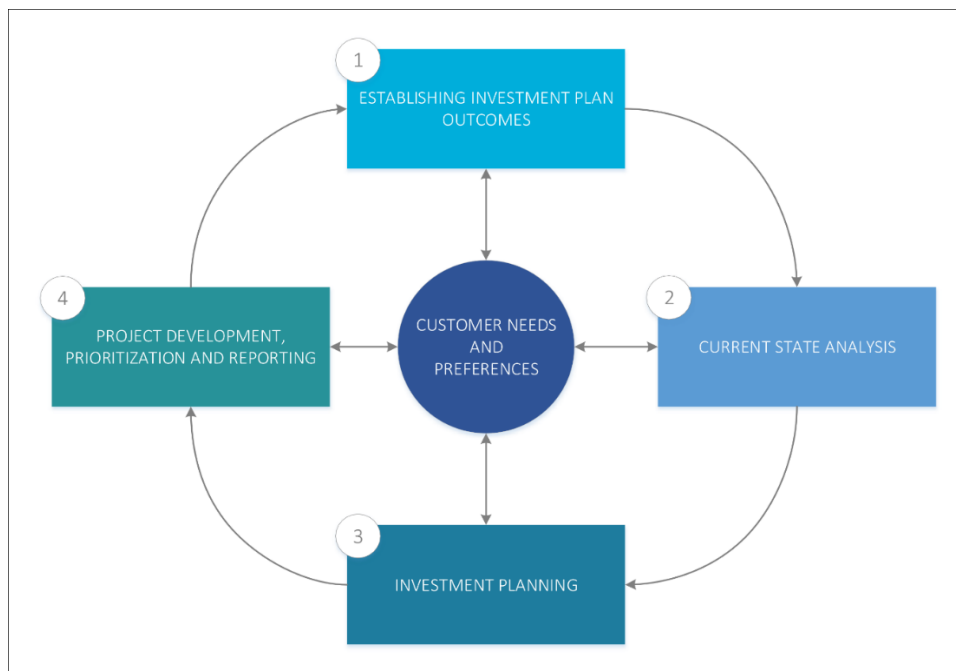 1
ESTABLISHING INVESTMENT PLAN
OUTCOMES
2
CURRENT STATE ANALYSIS
3
INVESTMENT PLANNING
4
PROJECT DEVELOPMENT,
PRIORITIZATION AND REPORTING
CUSTOMER NEEDS
AND
PREFERENCES